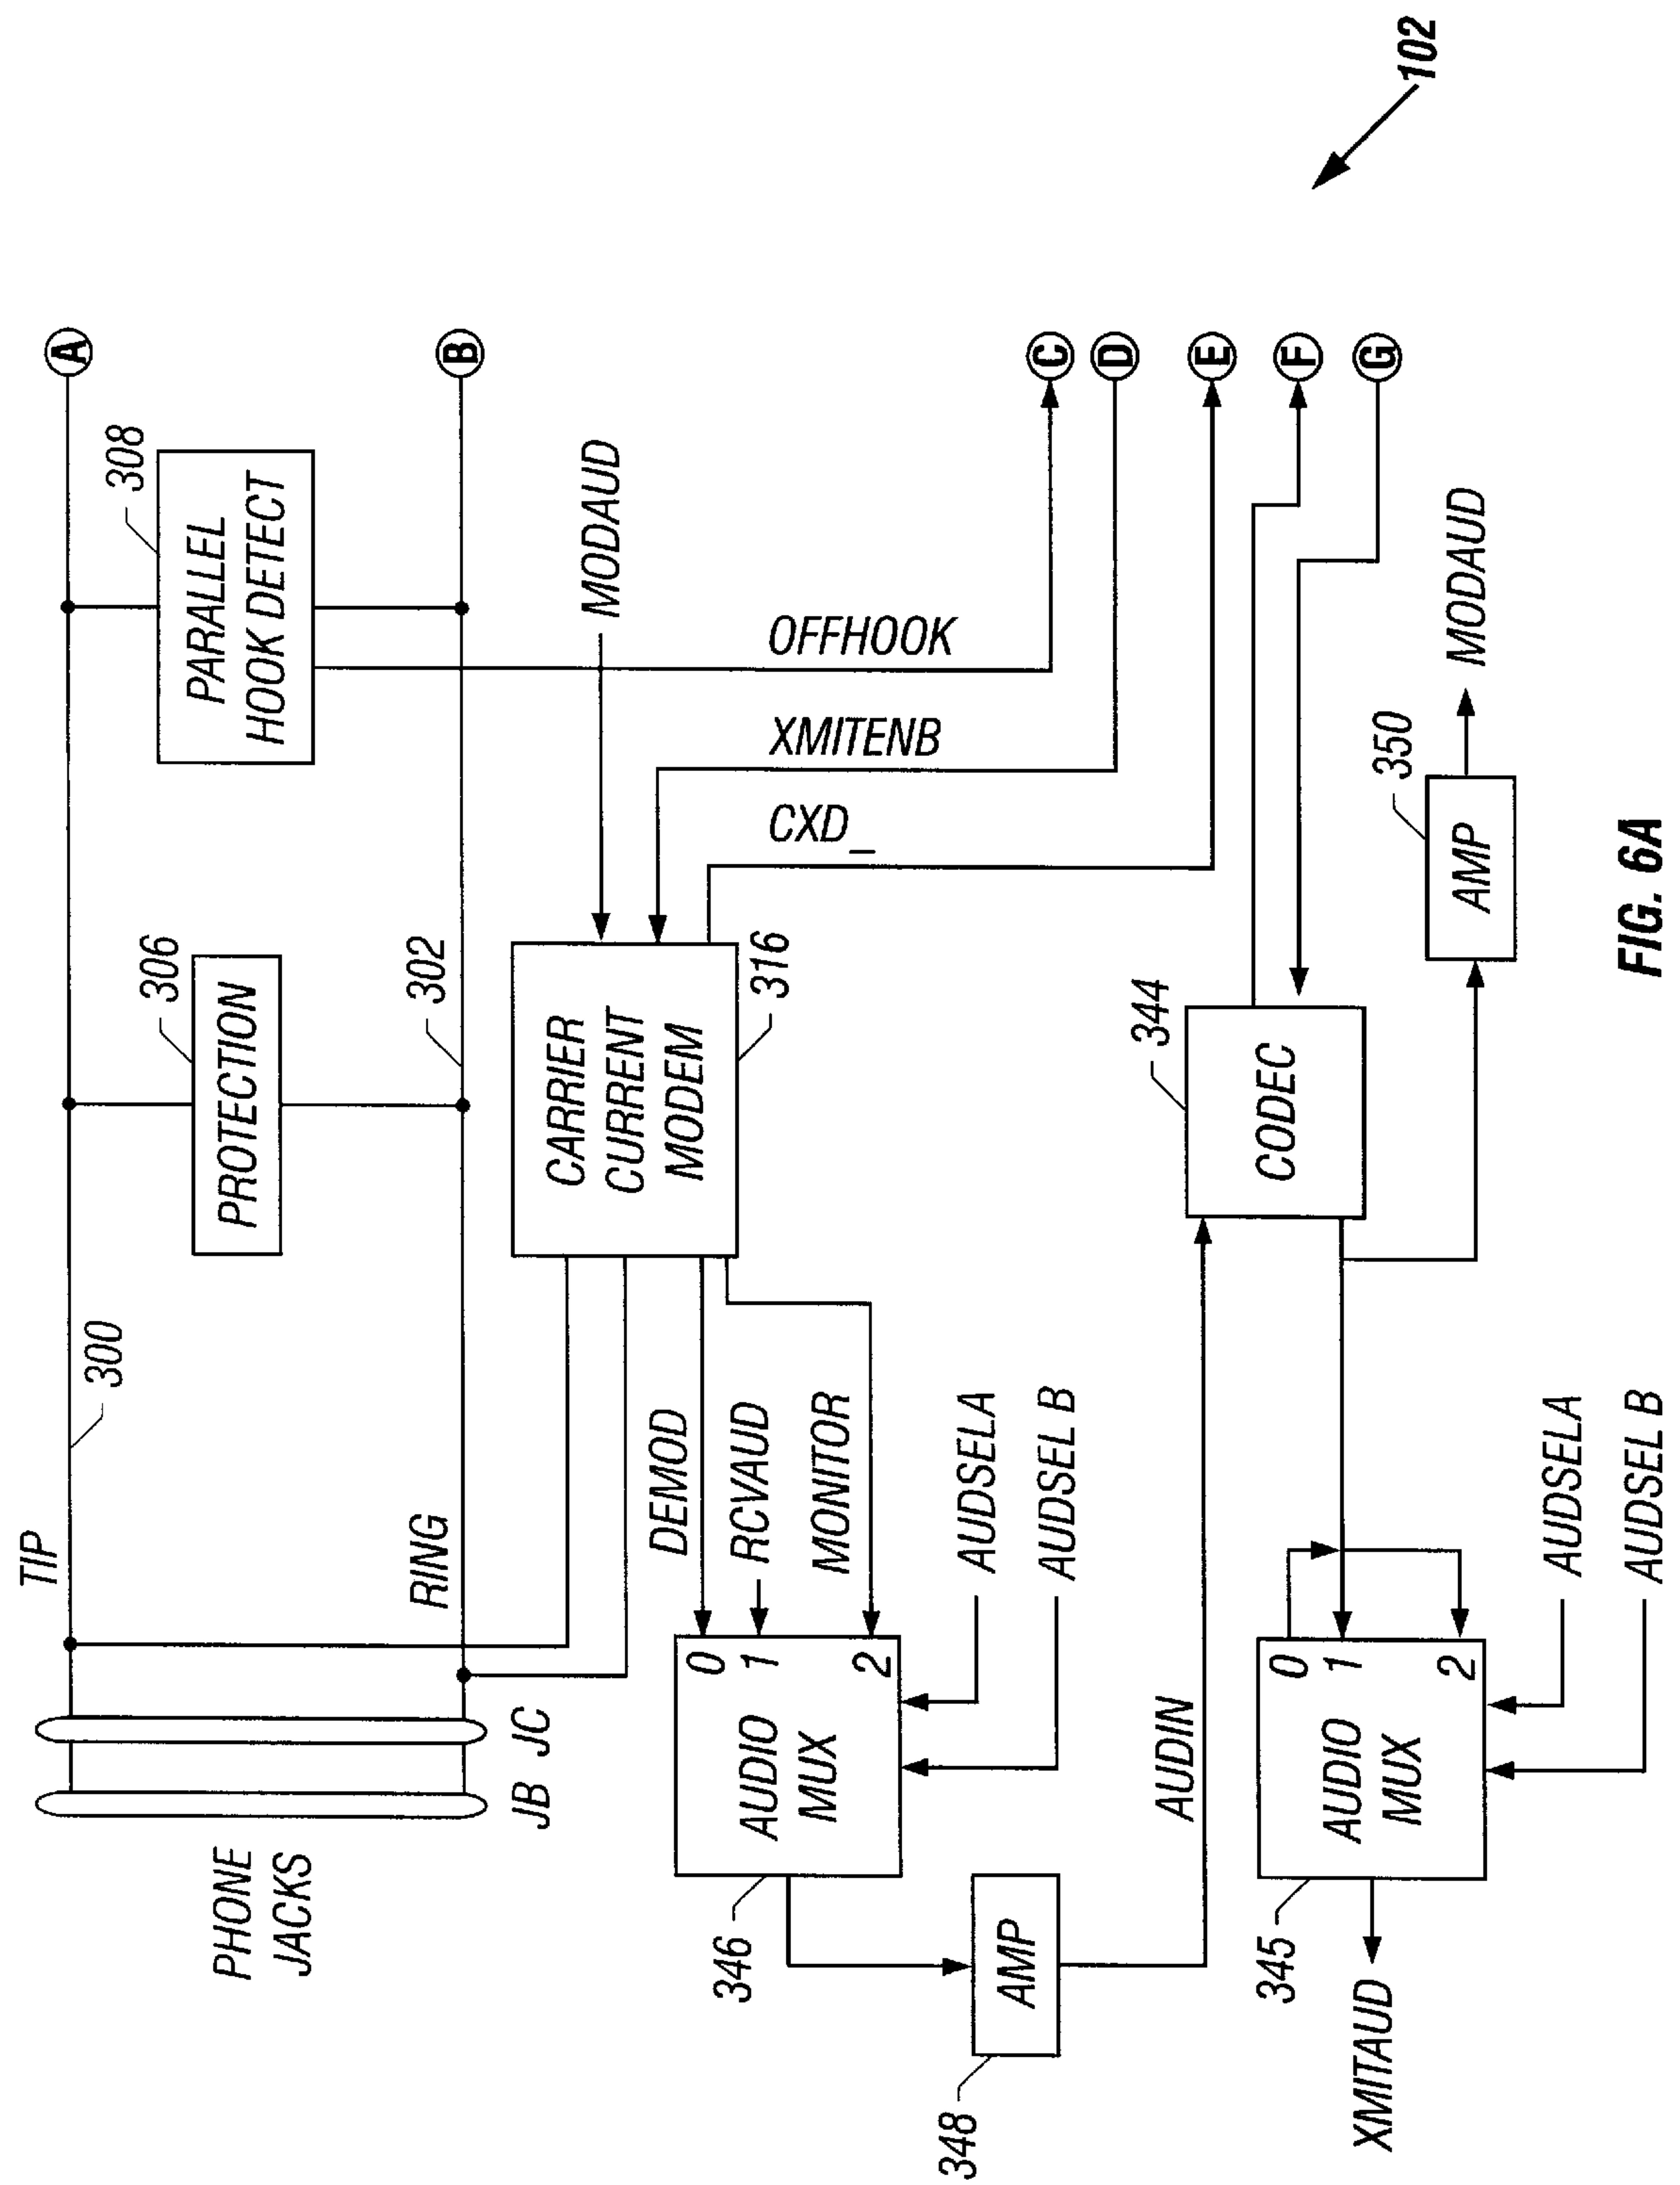 TIP
300
A
PHONE
JACKS
306
PROTECTION
308
PARALLEL
HOOK DETECT
RING
302
B
JB JC
CARRIER
CURRENT
MODEM
316
MODAUD
OFFHOOK
XMITENB
CXD_
C
D
E
F
G
DEMOD
RCVAUD
MONITOR
0
1
2
AUDIO
MUX
346
AUDSELA
AUDSEL B
AMP
348
AUDIN
344
CODEC
350
AMP
MODAUD
0
1
2
AUDIO
MUX
345
XMITAUD
AUDSELA
AUDSEL B
102
FIG. 6A